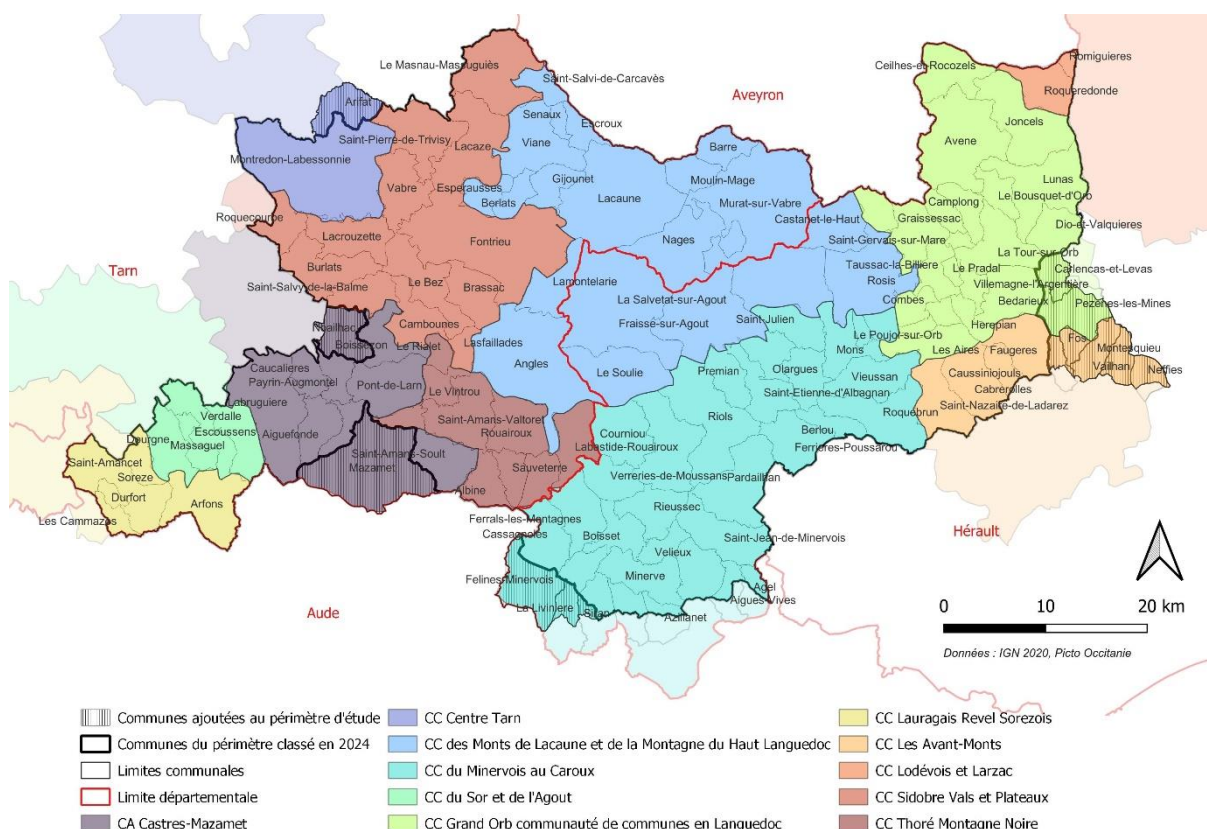 Le Masnau-Massuguiès
Saint-Salvi-de-Carcavès
Aveyron
Ceilhes-et-Rocozels
Romiguieres
Roqueredonde
Arifat
Senaux
Escroux
Joncels
Saint-Pierre-de-Trivisy
Lacaze
Viane
Barre
Avene
Montredon-Labessonnie
Gijounet
Moulin-Mage
Lunas
Vabre
Esperausses
Berlats
Lacaune
Murat-sur-Vabre
Camplong
Le Bousquet-d'Orb
Roquecourbe
Castanet-le-Haut
Graissessac
Dio-et-Valquieres
Lacrouzette
Fontrieu
Nages
Saint-Gervais-sur-Mare
La Tour-sur-Orb
Tarn
Burlats
Taussac-la-Billiere
Le Pradal
Carlencas-et-Levas
Saint-Salvy-de-la-Balme
Le Bez
Brassac
Lamontelarie
Rosis
Villemagne-l'Argentiere
La Salvetat-sur-Agout
Combes
Bedarieux
Pezenes-les-Mines
Cambounes
Fraisse-sur-Agout
Saint-Julien
Herepian
Noailhac
Boissezon
Le Rialet
Lasfaillades
Mons
Le Poujol-sur-Orb
Fos
Montesquieu
Caucalieres
Angles
Le Soulie
Premian
Olargues
Les Aires
Faugeres
Vailhan
Neffies
Payrin-Augmontel
Pont-de-Larn
Le Vintrou
Vieussan
Caussiniojouls
Cabrerolles
Labruguiere
Saint-Etienne-d'Albagnan
Saint-Nazaire-de-Ladarez
Verdalle
Saint-Amans-Valtoret
Riols
Roquebrun
Dourgne
Escoussens
Aiguefonde
Rouairoux
Courniou
Berlou
Massaguel
Labastide-Rouairoux
Ferrieres-Poussarou
Saint-Amancet
Saint-Amans-Soult
Soreze
Mazamet
Sauveterre
Verreries-de-Moussans
Pardailhan
Durfort
Arfons
Albine
Rieussec
Les Cammazes
Ferrals-les-Montagnes
Hérault
Cassagnoles
Boisset
Saint-Jean-de-Minervois
Velieux
Felines-Minervois
Minerve
Agel
Aude
La Liviniere
Aigues-Vives
Siran
Azillanet
0 10 20 km
Données : IGN 2020, Picto Occitanie
Communes ajoutées au périmètre d'étude
Communes du périmètre classé en 2024
Limites communales
Limite départementale
CA Castres-Mazamet
CC Centre Tarn
CC des Monts de Lacaune et de la Montagne du Haut Languedoc
CC du Minervois au Caroux
CC du Sor et de l'Agout
CC Grand Orb communauté de communes en Languedoc
CC Lauragais Revel Sorezois
CC Les Avant-Monts
CC Lodévois et Larzac
CC Sidobre Vals et Plateaux
CC Thoré Montagne Noire